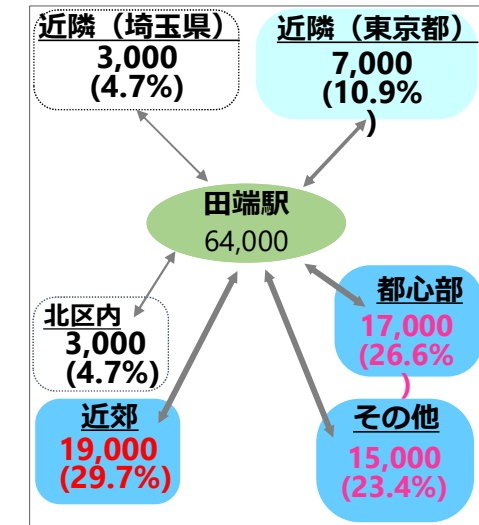 近隣（埼玉県）
3,000
(4.7%)
近隣（東京都）
7,000
(10.9%
)
田端駅
64,000
北区内
3,000
(4.7%)
都心部
17,000
(26.6%
)
近郊
19,000
(29.7%)
その他
15,000
(23.4%)